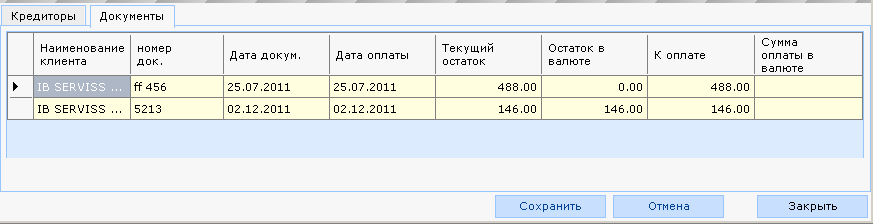 Кредиторы Документы
Наименование клиента номер док. Дата докум. Дата оплаты Текущий остаток Остаток в валюте К оплате Сумма оплаты в валюте
IB SERVISS ... ff 456 25.07.2011 25.07.2011 488.00 0.00 488.00
IB SERVISS ... 5213 02.12.2011 02.12.2011 146.00 146.00 146.00
Сохранить Отмена Закрыть